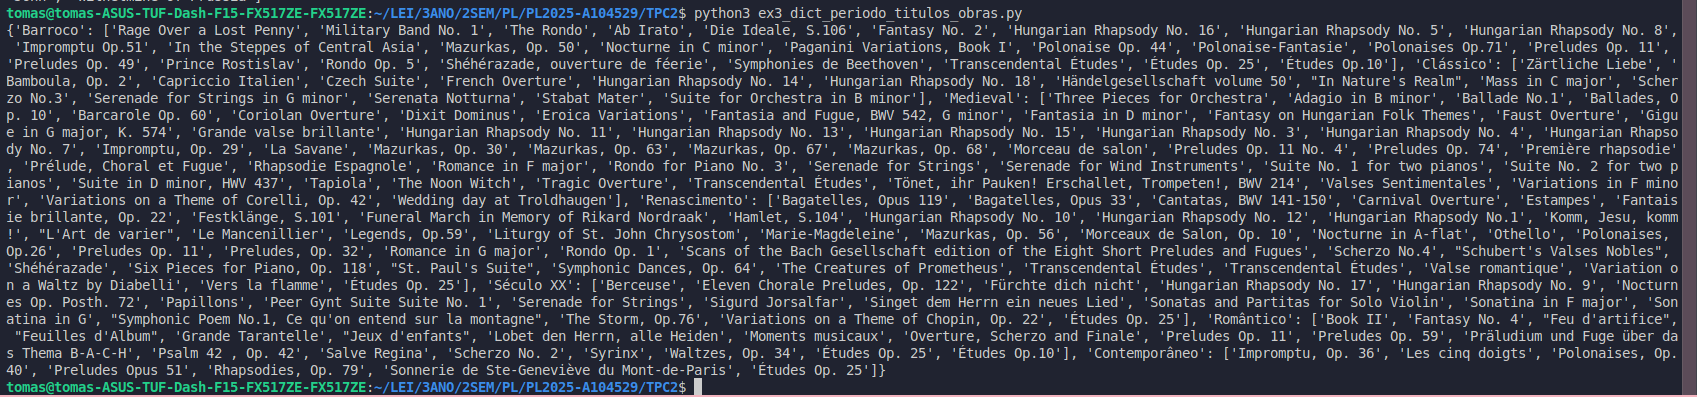 tomas@tomas-ASUS-TUF-Dash-F15-FX517ZE-FX517ZE:~/LEI/3ANO/2SEM/PL/PL2025-A104529/TPC2$ python3 ex3_dict_periodo_titulos_obras.py
{'Barroco': ['Rage Over a Lost Penny', 'Military Band No. 1', 'The Rondo', 'Ab Irato', 'Die Ideale, S.106', 'Fantasy No. 2', 'Hungarian Rhapsody No. 16', 'Hungarian Rhapsody No. 5', 'Hungarian Rhapsody No. 8',
 'Impromptu Op.51', 'In the Steppes of Central Asia', 'Mazurkas, Op. 50', 'Nocturne in C minor', 'Paganini Variations, Book I', 'Polonaise Op. 44', 'Polonaise-Fantasie', 'Polonaises Op.71', 'Preludes Op. 11',
'Preludes Op. 49', 'Prince Rostislav', 'Rondo Op. 5', 'Shéhérazade, ouverture de féerie', 'Symphonies de Beethoven', 'Transcendental Études', 'Études Op. 25', 'Études Op.10'], 'Clássico': ['Zärtliche Liebe', '
Bamboula, Op. 2', 'Capriccio Italien', 'Czech Suite', 'French Overture', 'Hungarian Rhapsody No. 14', 'Hungarian Rhapsody No. 18', 'Händelgesellschaft volume 50', "In Nature's Realm", 'Mass in C major', 'Scher
zo No.3', 'Serenade for Strings in G minor', 'Serenata Notturna', 'Stabat Mater', 'Suite for Orchestra in B minor'], 'Medieval': ['Three Pieces for Orchestra', 'Adagio in B minor', 'Ballade No.1', 'Ballades, O
p. 10', 'Barcarole Op. 60', 'Coriolan Overture', 'Dixit Dominus', 'Eroica Variations', 'Fantasia and Fugue, BWV 542, G minor', 'Fantasia in D minor', 'Fantasy on Hungarian Folk Themes', 'Faust Overture', 'Gigu
e in G major, K. 574', 'Grande valse brillante', 'Hungarian Rhapsody No. 11', 'Hungarian Rhapsody No. 13', 'Hungarian Rhapsody No. 15', 'Hungarian Rhapsody No. 3', 'Hungarian Rhapsody No. 4', 'Hungarian Rhapso
dy No. 7', 'Impromptu, Op. 29', 'La Savane', 'Mazurkas, Op. 30', 'Mazurkas, Op. 63', 'Mazurkas, Op. 67', 'Mazurkas, Op. 68', 'Morceau de salon', 'Preludes Op. 11 No. 4', 'Preludes Op. 74', 'Première rhapsodie'
, 'Prélude, Choral et Fugue', 'Rhapsodie Espagnole', 'Romance in F major', 'Rondo for Piano No. 3', 'Serenade for Strings', 'Serenade for Wind Instruments', 'Suite No. 1 for two pianos', 'Suite No. 2 for two p
ianos', 'Suite in D minor, HWV 437', 'Tapiola', 'The Noon Witch', 'Tragic Overture', 'Transcendental Études', 'Tönet, ihr Pauken! Erschallet, Trompeten!, BWV 214', 'Valses Sentimentales', 'Variations in F mino
r', 'Variations on a Theme of Corelli, Op. 42', 'Wedding day at Troldhaugen'], 'Renascimento': ['Bagatelles, Opus 119', 'Bagatelles, Opus 33', 'Cantatas, BWV 141-150', 'Carnival Overture', 'Estampes', 'Fantais
ie brillante, Op. 22', 'Festklänge, S.101', 'Funeral March in Memory of Rikard Nordraak', 'Hamlet, S.104', 'Hungarian Rhapsody No. 10', 'Hungarian Rhapsody No. 12', 'Hungarian Rhapsody No.1', 'Komm, Jesu, komm
!', "L'Art de varier", 'Le Mancenillier', 'Legends, Op.59', 'Liturgy of St. John Chrysostom', 'Marie-Magdeleine', 'Mazurkas, Op. 56', 'Morceaux de Salon, Op. 10', 'Nocturne in A-flat', 'Othello', 'Polonaises,
Op.26', 'Preludes Op. 11', 'Preludes, Op. 32', 'Romance in G major', 'Rondo Op. 1', 'Scans of the Bach Gesellschaft edition of the Eight Short Preludes and Fugues', 'Scherzo No.4', "Schubert's Valses Nobles",
'Shéhérazade', 'Six Pieces for Piano, Op. 118', "St. Paul's Suite", 'Symphonic Dances, Op. 64', 'The Creatures of Prometheus', 'Transcendental Études', 'Transcendental Études', 'Valse romantique', 'Variation o
n a Waltz by Diabelli', 'Vers la flamme', 'Études Op. 25'], 'Século XX': ['Berceuse', 'Eleven Chorale Preludes, Op. 122', 'Fürchte dich nicht', 'Hungarian Rhapsody No. 17', 'Hungarian Rhapsody No. 9', 'Nocturn
es Op. Posth. 72', 'Papillons', 'Peer Gynt Suite Suite No. 1', 'Serenade for Strings', 'Sigurd Jorsalfar', 'Singet dem Herrn ein neues Lied', 'Sonatas and Partitas for Solo Violin', 'Sonatina in F major', 'Son
atina in G', "Symphonic Poem No.1, Ce qu'on entend sur la montagne", 'The Storm, Op.76', 'Variations on a Theme of Chopin, Op. 22', 'Études Op. 25'], 'Romântico': ['Book II', 'Fantasy No. 4', "Feu d'artifice",
 "Feuilles d'Album", 'Grande Tarantelle', "Jeux d'enfants", 'Lobet den Herrn, alle Heiden', 'Moments musicaux', 'Overture, Scherzo and Finale', 'Preludes Op. 11', 'Preludes Op. 59', 'Präludium und Fuge über da
s Thema B-A-C-H', 'Psalm 42 , Op. 42', 'Salve Regina', 'Scherzo No. 2', 'Syrinx', 'Waltzes, Op. 34', 'Études Op. 25', 'Études Op.10'], 'Contemporâneo': ['Impromptu, Op. 36', 'Les cinq doigts', 'Polonaises, Op.
40', 'Preludes Opus 51', 'Rhapsodies, Op. 79', 'Sonnerie de Ste-Geneviève du Mont-de-Paris', 'Études Op. 25']}
tomas@tomas-ASUS-TUF-Dash-F15-FX517ZE-FX517ZE:~/LEI/3ANO/2SEM/PL/PL2025-A104529/TPC2$